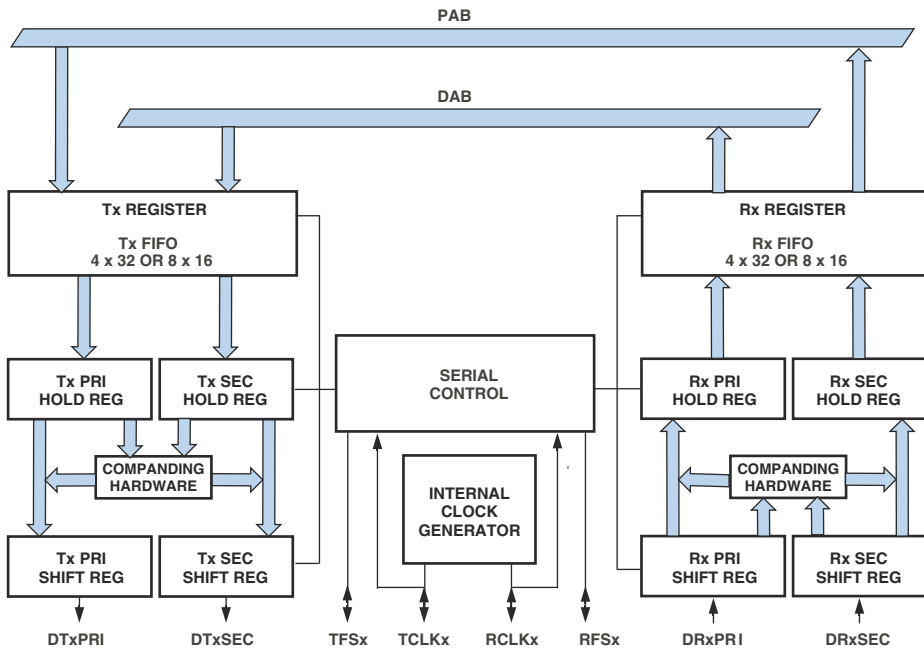 PAB
DAB
Tx REGISTER
Tx FIFO
4 x 32 OR 8 x 16
Rx REGISTER
Rx FIFO
4 x 32 OR 8 x 16
Tx PRI
HOLD REG
Tx SEC
HOLD REG
SERIAL
CONTROL
Rx PRI
HOLD REG
Rx SEC
HOLD REG
COMPANDING
HARDWARE
INTERNAL
CLOCK
GENERATOR
COMPANDING
HARDWARE
Tx PRI
SHIFT REG
Tx SEC
SHIFT REG
Rx PRI
SHIFT REG
Rx SEC
SHIFT REG
DTxPRI
DTxSEC
TFSx
TCLKx
RCLKx
RFSx
DRxPRI
DRxSEC